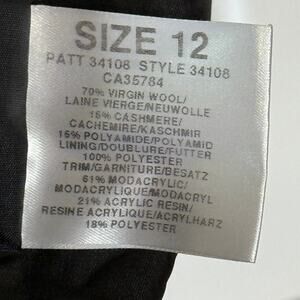 SIZE 12
PATT 34108 STYLE 34108
CA35784
70% VIRGIN WOOL/
LAINE VIERGE/NEUWOLLE
15% CASHMERE/
CACHEMIRE/KASCHMIR
15% POLYAMIDE/POLYAMID
LINING/DOUBLURE/FUTTER
100% POLYESTER
TRIM/GARNITURE/BESATZ
61% MODACRYLIC/
MODACRYLIQUE/MODACRYL
21% ACRYLIC RESIN/
RESINE ACRYLIQUE/ACRYLHARZ
18% POLYESTER